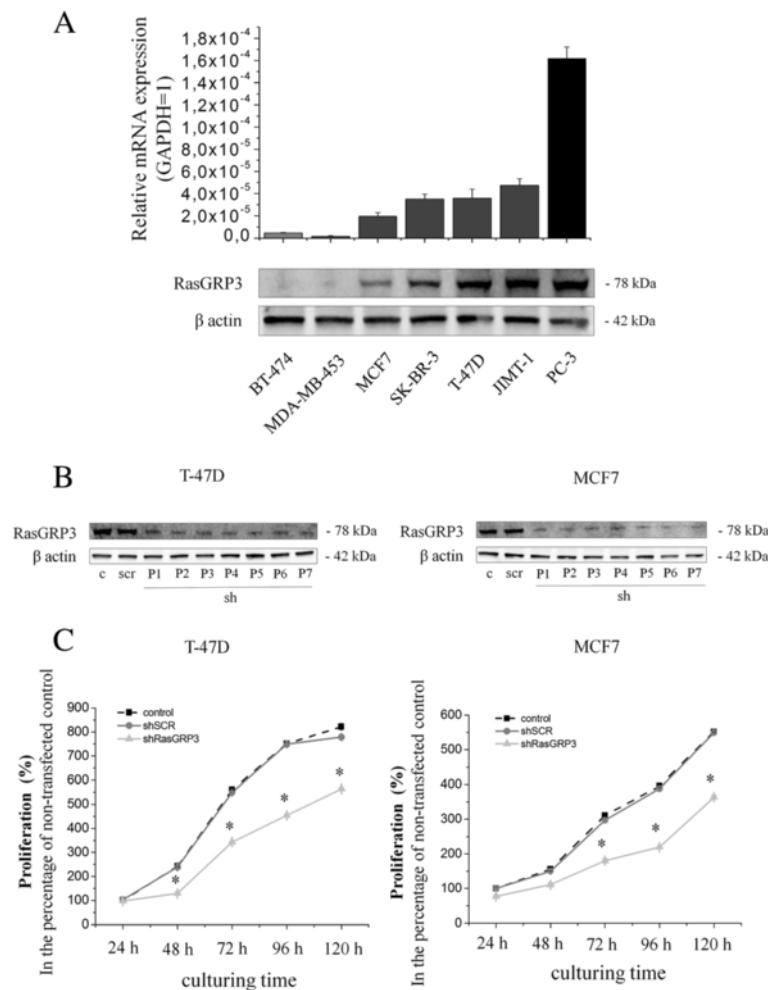 A
Relative mRNA expression
(GAPDH=1)
1,8x10-4
1,6x10-4
1,4x10-4
1,2x10-4
1,0x10-4
8,0x10-5
6,0x10-5
4,0x10-5
2,0x10-5
0,0
RasGRP3 - 78 kDa
β actin - 42 kDa
BT-474 MDA-MB-453 MCF7 SK-BR-3 T-47D JIMT-1 PC-3
B
T-47D
RasGRP3 - 78 kDa
β actin - 42 kDa
c scr P1 P2 P3 P4 P5 P6 P7
sh
MCF7
RasGRP3 - 78 kDa
β actin - 42 kDa
c scr P1 P2 P3 P4 P5 P6 P7
sh
C
T-47D
Proliferation (%)
In the percentage of non-transfected control
900
800
700
600
500
400
300
200
100
0
control
shSCR
shRasGRP3
* * * *
24 h 48 h 72 h 96 h 120 h
culturing time
MCF7
Proliferation (%)
In the percentage of non-transfected control
600
500
400
300
200
100
0
control
shSCR
shRasGRP3
* * *
24 h 48 h 72 h 96 h 120 h
culturing time